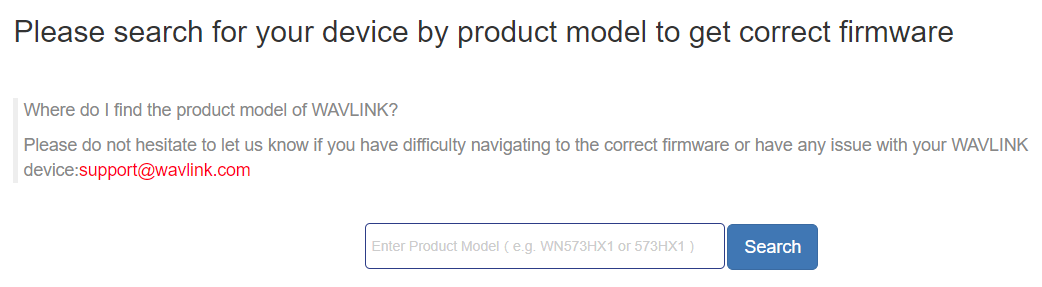 Please search for your device by product model to get correct firmware
Where do I find the product model of WAVLINK?
Please do not hesitate to let us know if you have difficulty navigating to the correct firmware or have any issue with your WAVLINK
device:support@wavlink.com
Enter Product Model ( e.g. WN573HX1 or 573HX1 ) Search